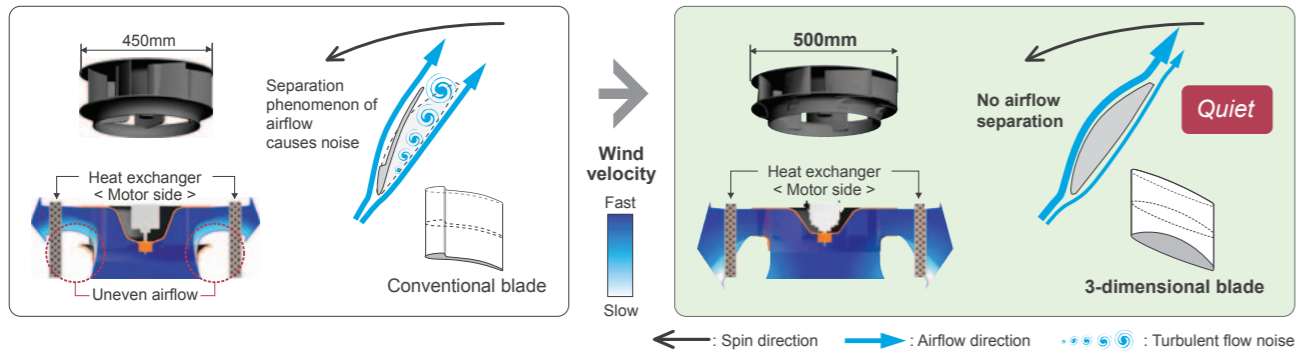 450mm
Separation
phenomenon of
airflow
causes noise
Heat exchanger
< Motor side >
Uneven airflow
Conventional blade
Wind
velocity
Fast
Slow
500mm
No airflow
separation
Quiet
Heat exchanger
< Motor side >
3-dimensional blade
: Spin direction
: Airflow direction
: Turbulent flow noise